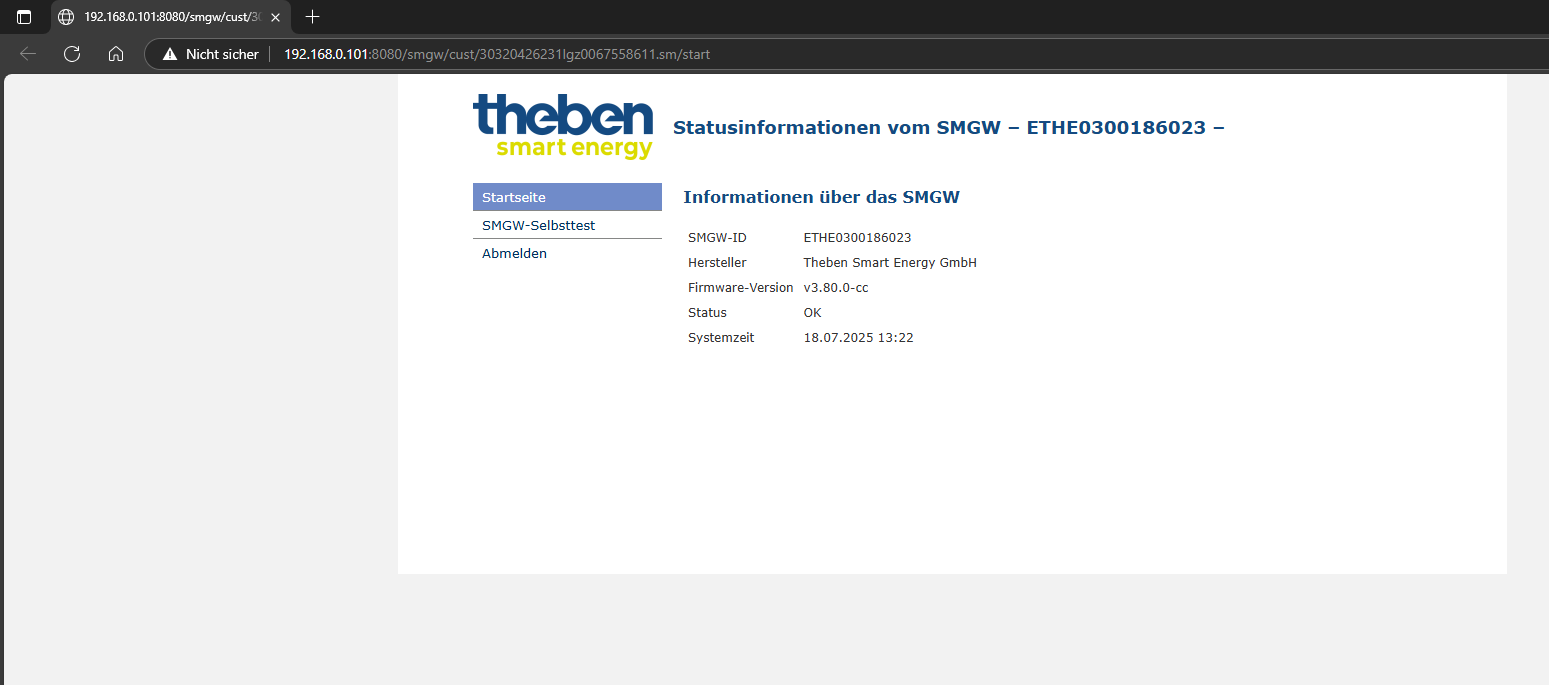 192.168.0.101:8080/smgw/cust/30
Nicht sicher
192.168.0.101:8080/smgw/cust/30320426231lgz0067558611.sm/start
theben
smart energy
Statusinformationen vom SMGW – ETHE0300186023 –
Startseite
SMGW-Selbsttest
Abmelden
Informationen über das SMGW
SMGW-ID ETHE0300186023
Hersteller Theben Smart Energy GmbH
Firmware-Version v3.80.0-cc
Status OK
Systemzeit 18.07.2025 13:22